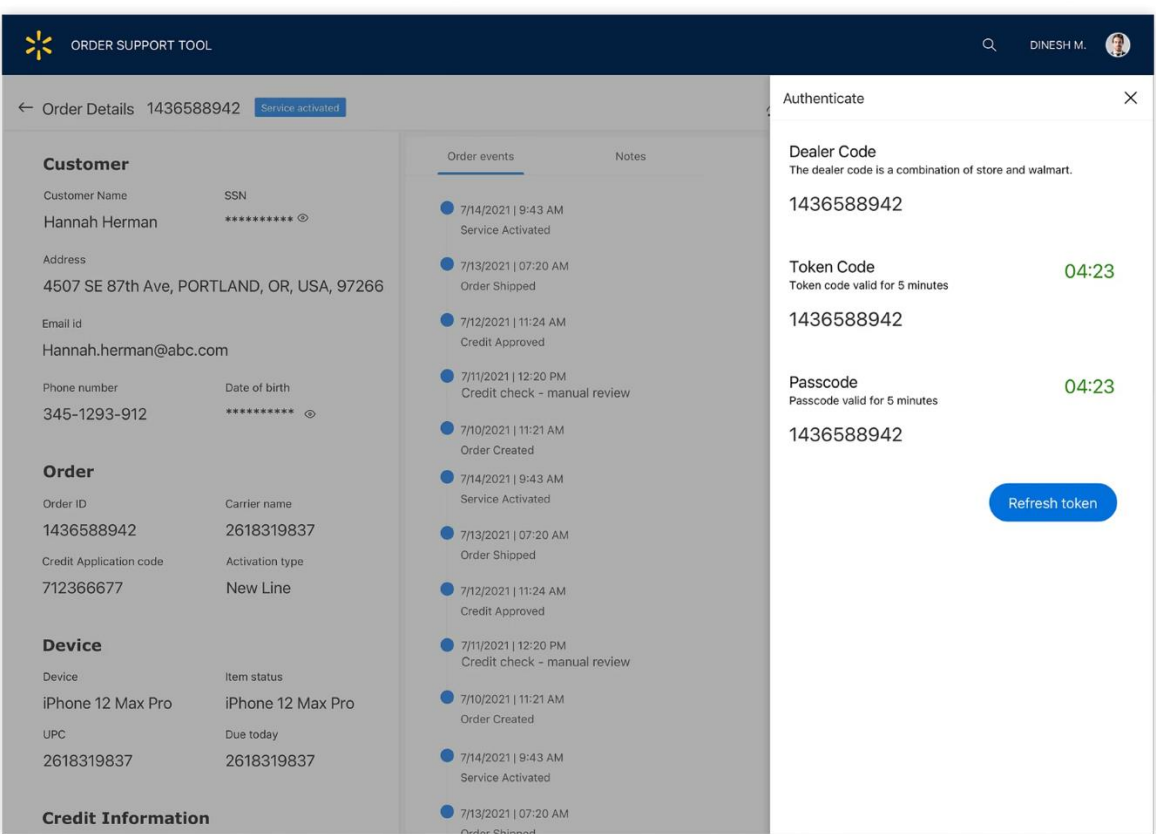 ORDER SUPPORT TOOL
DINESH M.
Order Details 1436588942 Service activated
Customer
Customer Name SSN
Hannah Herman **********
Address
4507 SE 87th Ave, PORTLAND, OR, USA, 97266
Email id
Hannah.herman@abc.com
Phone number Date of birth
345-1293-912 **********
Order
Order ID Carrier name
1436588942 2618319837
Credit Application code Activation type
712366677 New Line
Device
Device Item status
iPhone 12 Max Pro iPhone 12 Max Pro
UPC Due today
2618319837 2618319837
Credit Information
Order events Notes
7/14/2021 | 9:43 AM
Service Activated
7/13/2021 | 07:20 AM
Order Shipped
7/12/2021 | 11:24 AM
Credit Approved
7/11/2021 | 12:20 PM
Credit check - manual review
7/10/2021 | 11:21 AM
Order Created
7/14/2021 | 9:43 AM
Service Activated
7/13/2021 | 07:20 AM
Order Shipped
7/12/2021 | 11:24 AM
Credit Approved
7/11/2021 | 12:20 PM
Credit check - manual review
7/10/2021 | 11:21 AM
Order Created
7/14/2021 | 9:43 AM
Service Activated
7/13/2021 | 07:20 AM
Order Shipped
Authenticate
Dealer Code
The dealer code is a combination of store and walmart.
1436588942
Token Code 04:23
Token code valid for 5 minutes
1436588942
Passcode 04:23
Passcode valid for 5 minutes
1436588942
Refresh token